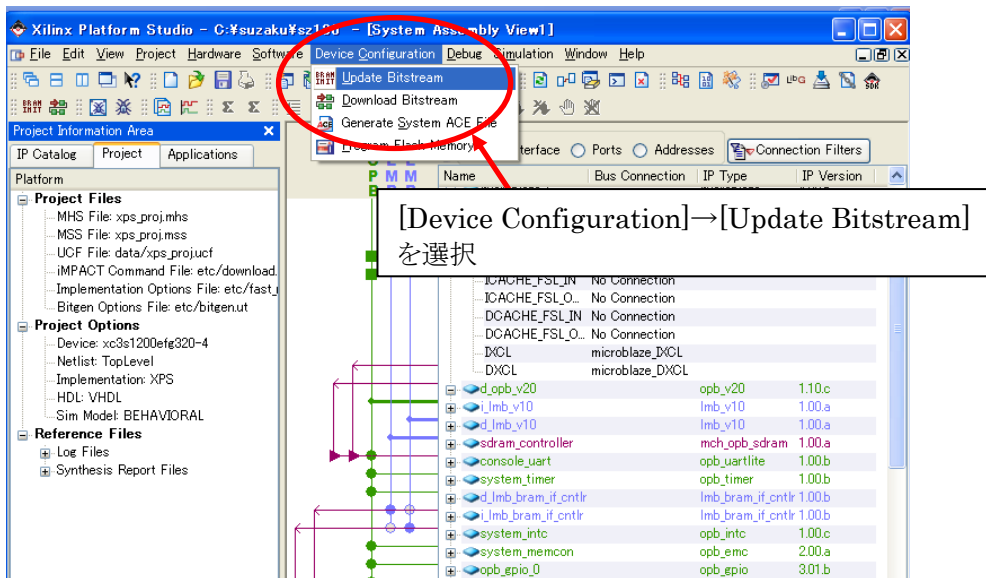 Xilinx Platform Studio - C:¥suzaku¥sz130 - [System Assembly View1]
File Edit View Project Hardware Software Device Configuration Debug Simulation Window Help
Update Bitstream
Download Bitstream
Generate System ACE File
Program Flash Memory
Project Information Area
IP Catalog Project Applications
Platform
Project Files
MHS File: xps_proj.mhs
MSS File: xps_proj.mss
UCF File: data/xps_proj.ucf
iMPACT Command File: etc/download.
Implementation Options File: etc/fast_
Bitgen Options File: etc/bitgen.ut
Project Options
Device: xc3s1200efg320-4
Netlist: TopLevel
Implementation: XPS
HDL: VHDL
Sim Model: BEHAVIORAL
Reference Files
Log Files
Synthesis Report Files
Ports Addresses Connection Filters
P M M
Name Bus Connection IP Type IP Version
[Device Configuration]→[Update Bitstream]
を選択
ICACHE_FSL_IN No Connection
ICACHE_FSL_O... No Connection
DCACHE_FSL_IN No Connection
DCACHE_FSL_O... No Connection
IXCL microblaze_IXCL
DXCL microblaze_DXCL
d_opb_v20 opb_v20 1.10.c
i_lmb_v10 lmb_v10 1.00.a
d_lmb_v10 lmb_v10 1.00.a
sdram_controller mch_opb_sdram 1.00.a
console_uart opb_uartlite 1.00.b
system_timer opb_timer 1.00.b
d_lmb_bram_if_cntlr lmb_bram_if_cntlr 1.00.b
i_lmb_bram_if_cntlr lmb_bram_if_cntlr 1.00.b
system_intc opb_intc 1.00.c
system_memcon opb_emc 2.00.a
opb_gpio_0 opb_gpio 3.01.b